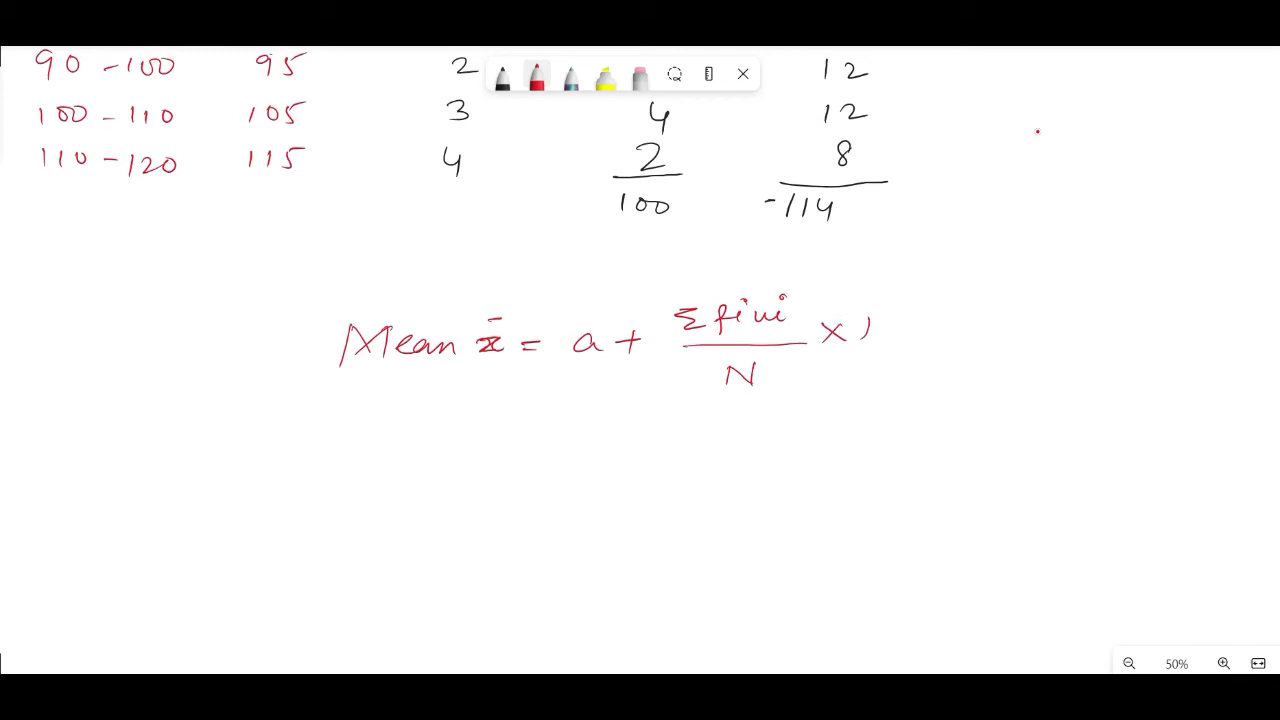 90 - 100 95 2 12
100 - 110 105 3 4 12
110 - 120 115 4 2 8
100 -114
Mean x̄ = a + Σfiui / N ×
50%